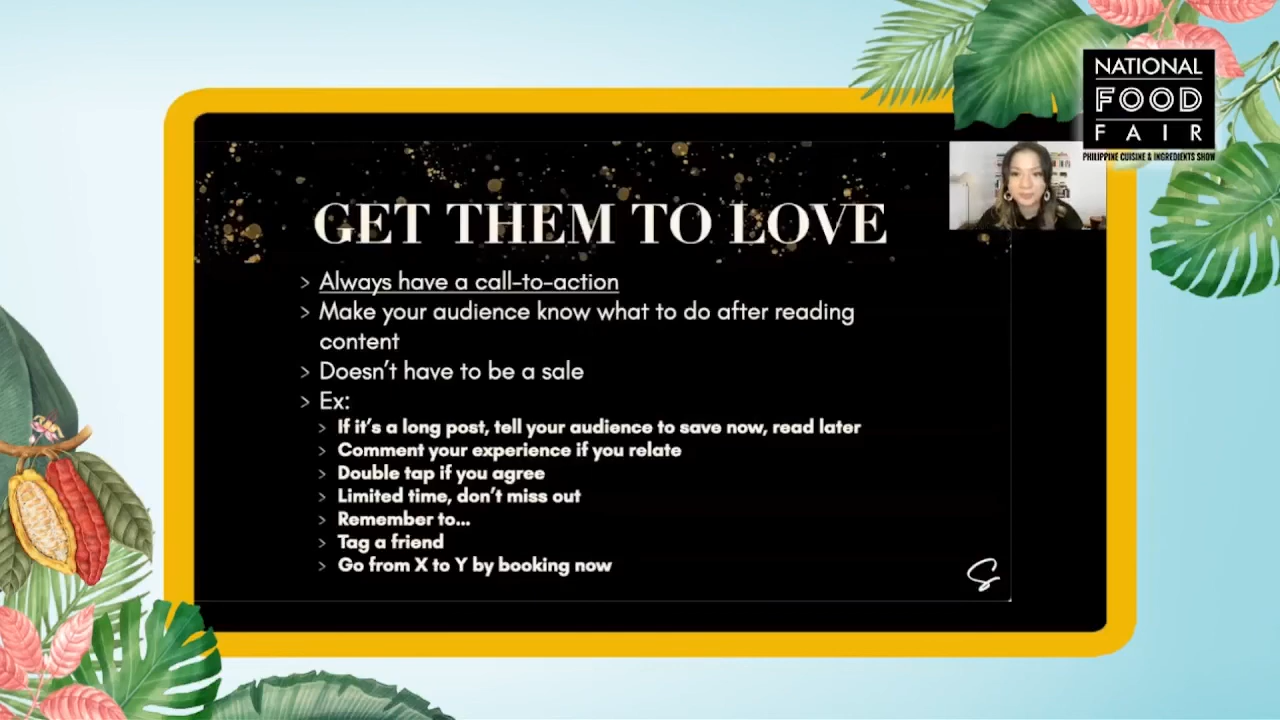 NATIONAL
FOOD
FAIR
PHILIPPINE CUISINE & INGREDIENTS SHOW
GET THEM TO LOVE
> Always have a call-to-action
> Make your audience know what to do after reading
content
> Doesn't have to be a sale
> Ex:
> If it's a long post, tell your audience to save now, read later
> Comment your experience if you relate
> Double tap if you agree
> Limited time, don't miss out
> Remember to...
> Tag a friend
> Go from X to Y by booking now
S